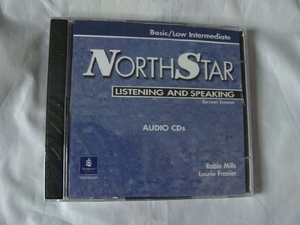 Basic/Low Intermediate
NORTHSTAR
LISTENING AND SPEAKING
Second Edition
AUDIO CDs
Robin Mills
Laurie Frazier